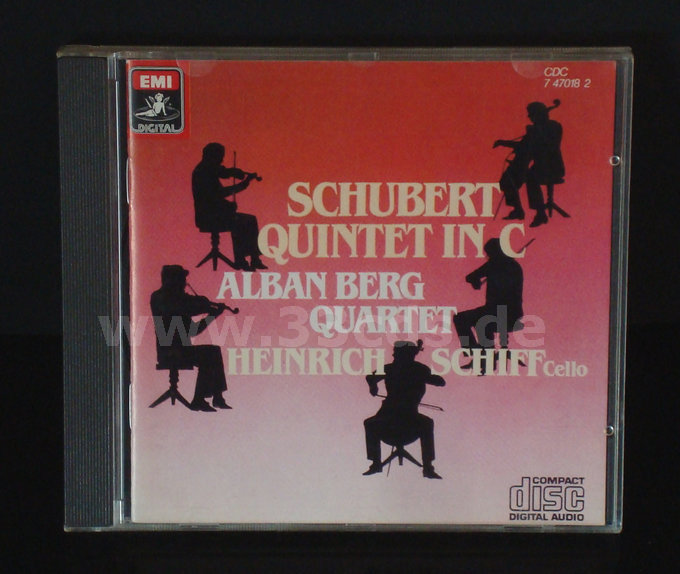 EMI
DIGITAL
CDC
7 47018 2
SCHUBERT
QUINTET IN C
ALBAN BERG
QUARTET
www.3scds.de
HEINRICH SCHIFF Cello
COMPACT
disc
DIGITAL AUDIO